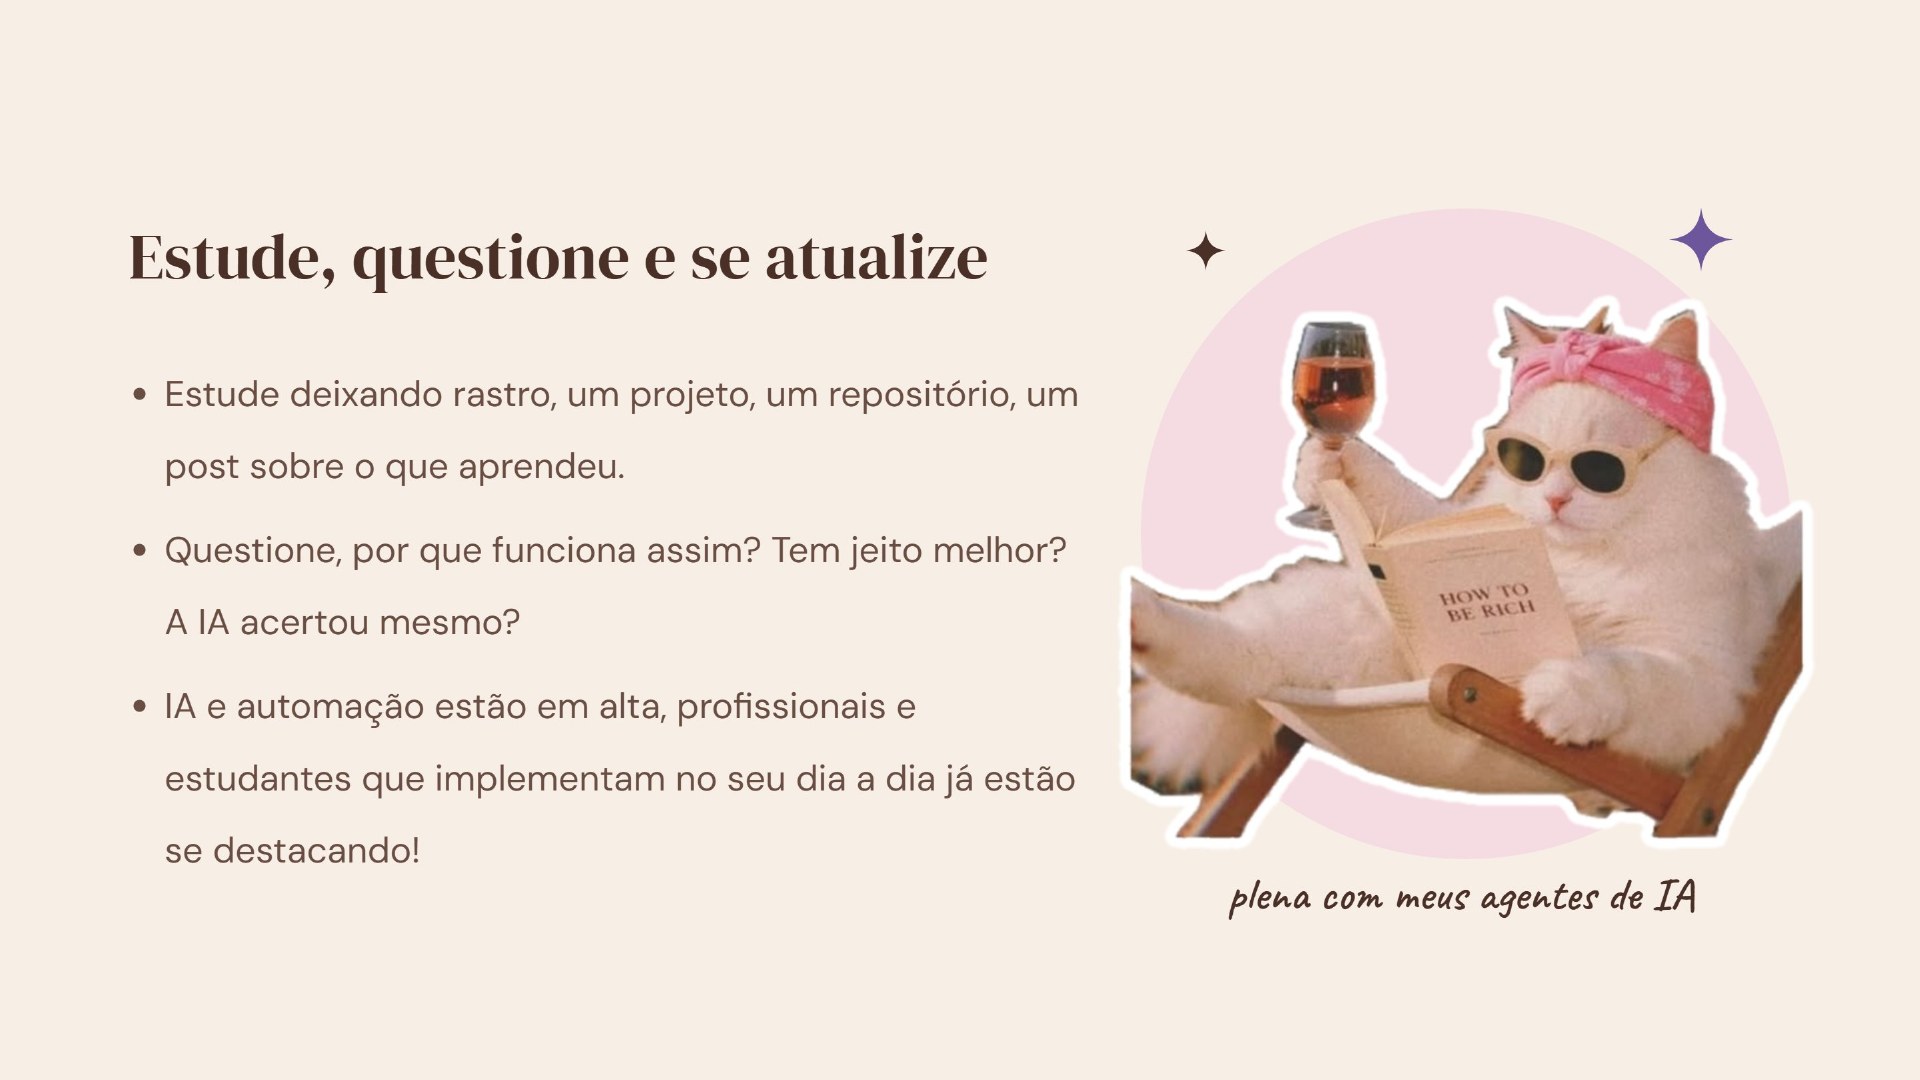 Estude, questione e se atualize
• Estude deixando rastro, um projeto, um repositório, um
post sobre o que aprendeu.
• Questione, por que funciona assim? Tem jeito melhor?
A IA acertou mesmo?
• IA e automação estão em alta, profissionais e
estudantes que implementam no seu dia a dia já estão
se destacando!
HOW TO
BE RICH
plena com meus agentes de IA